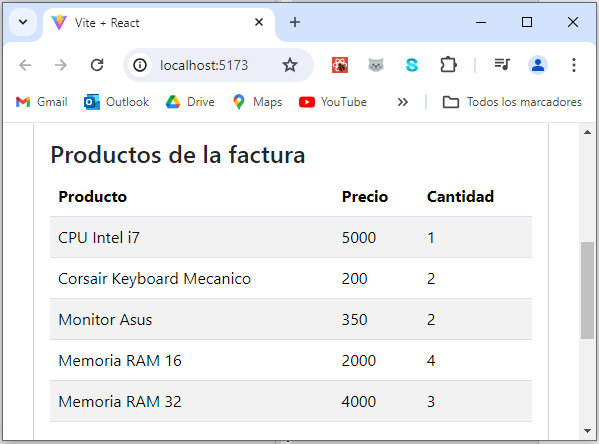 Vite + React
localhost:5173
Gmail Outlook Drive Maps YouTube Todos los marcadores
Productos de la factura
Producto Precio Cantidad
CPU Intel i7 5000 1
Corsair Keyboard Mecanico 200 2
Monitor Asus 350 2
Memoria RAM 16 2000 4
Memoria RAM 32 4000 3